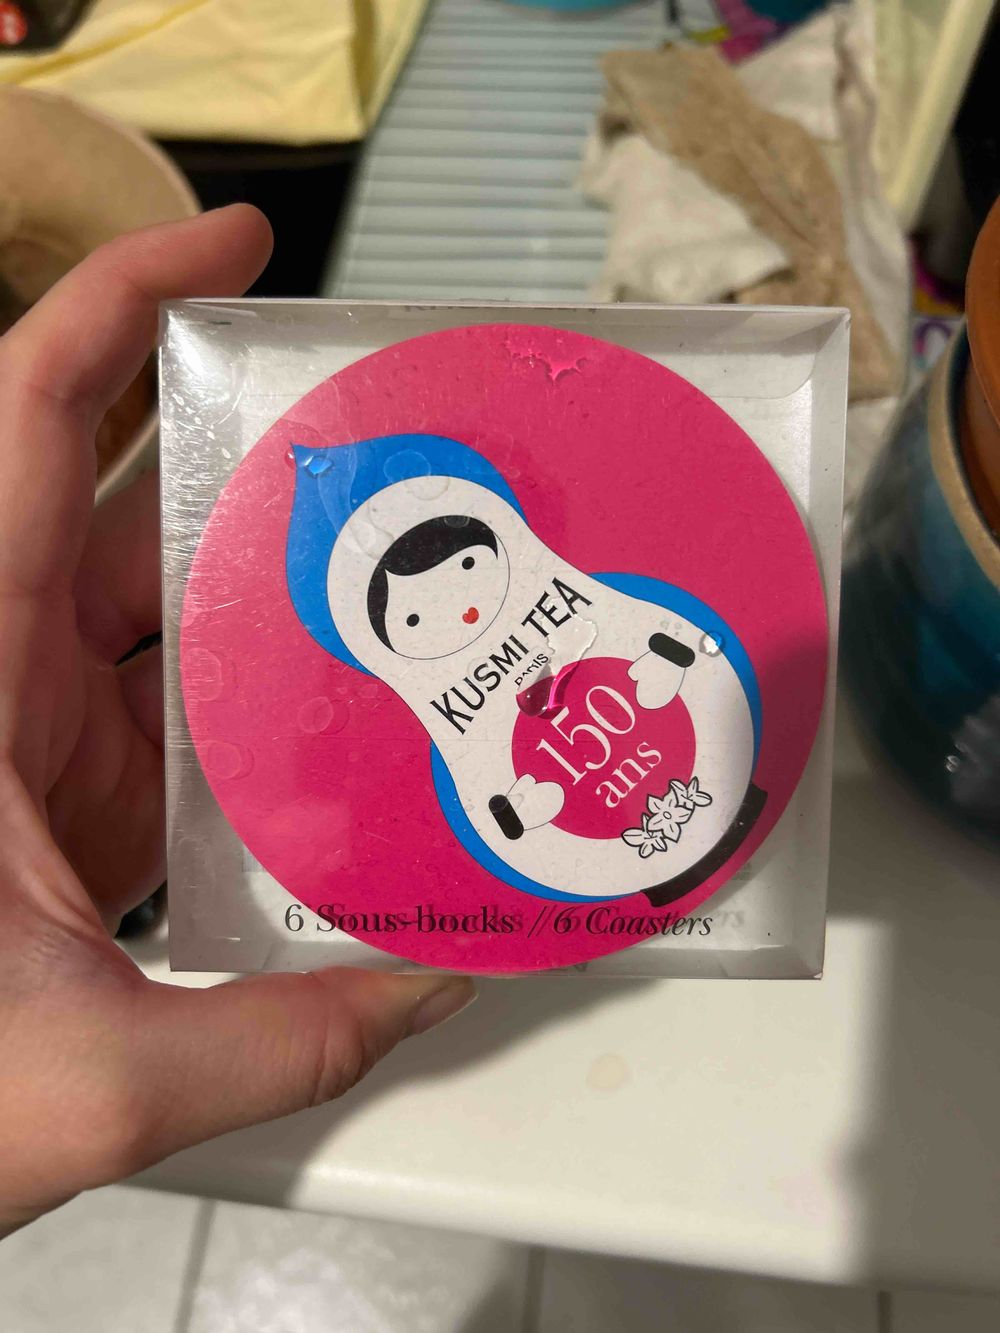 KUSMI TEA
PARIS
150
ans
6 Sous-bocks // 6 Coasters